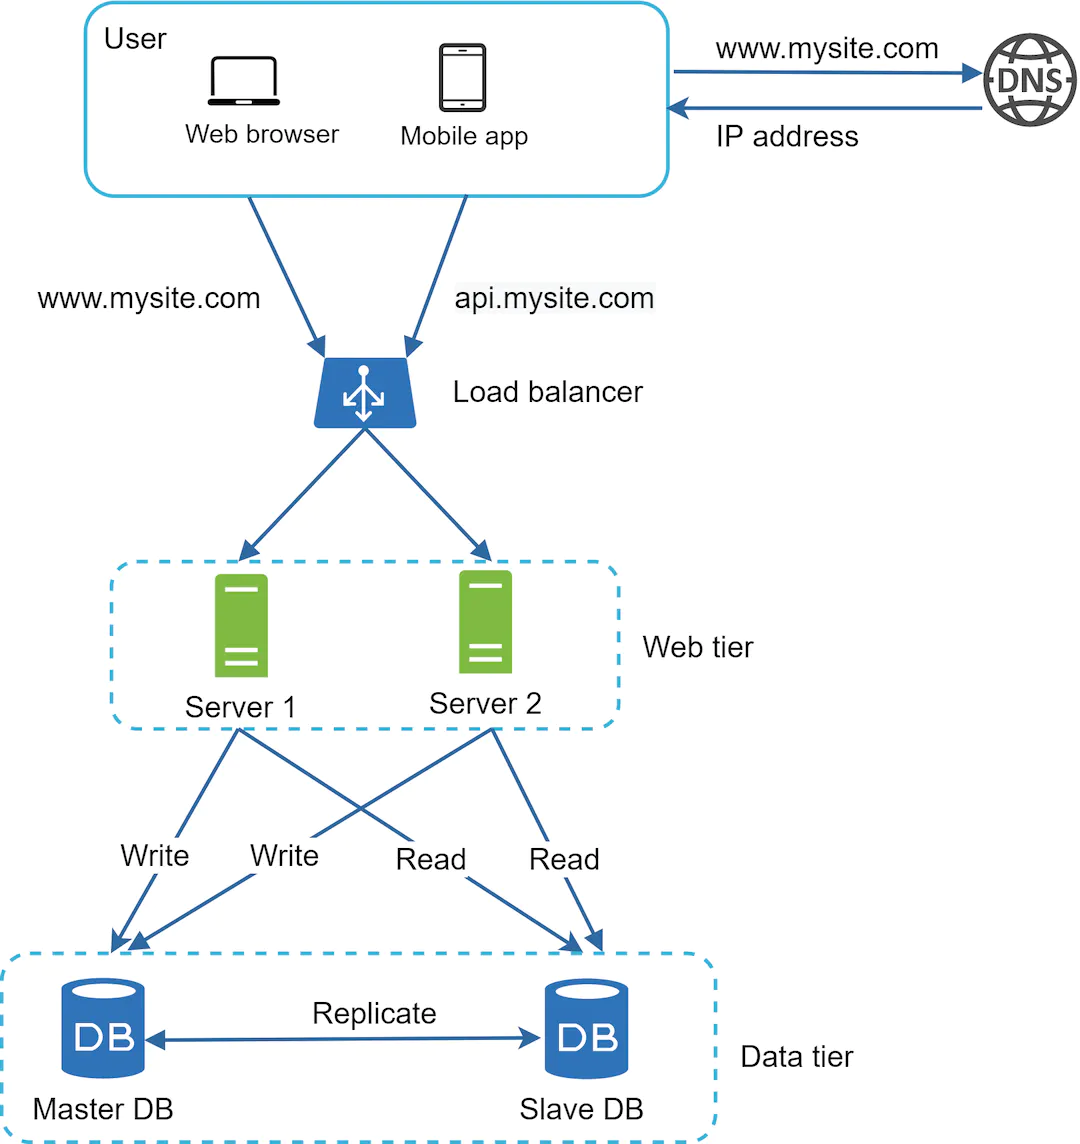 User
www.mysite.com
DNS
Web browser
Mobile app
IP address
www.mysite.com
api.mysite.com
Load balancer
Web tier
Server 1
Server 2
Write
Write
Read
Read
Replicate
DB
DB
Data tier
Master DB
Slave DB